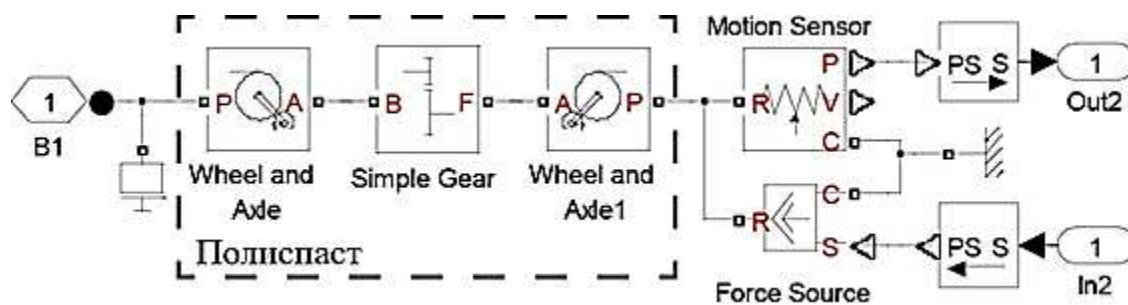 Motion Sensor
1
B1
P
A
Wheel and
Axle
B
F
Simple Gear
A
P
Wheel and
Axle1
R
P
V
C
PS S
1
Out2
Полиспаст
R
C
S
Force Source
PS S
1
In2